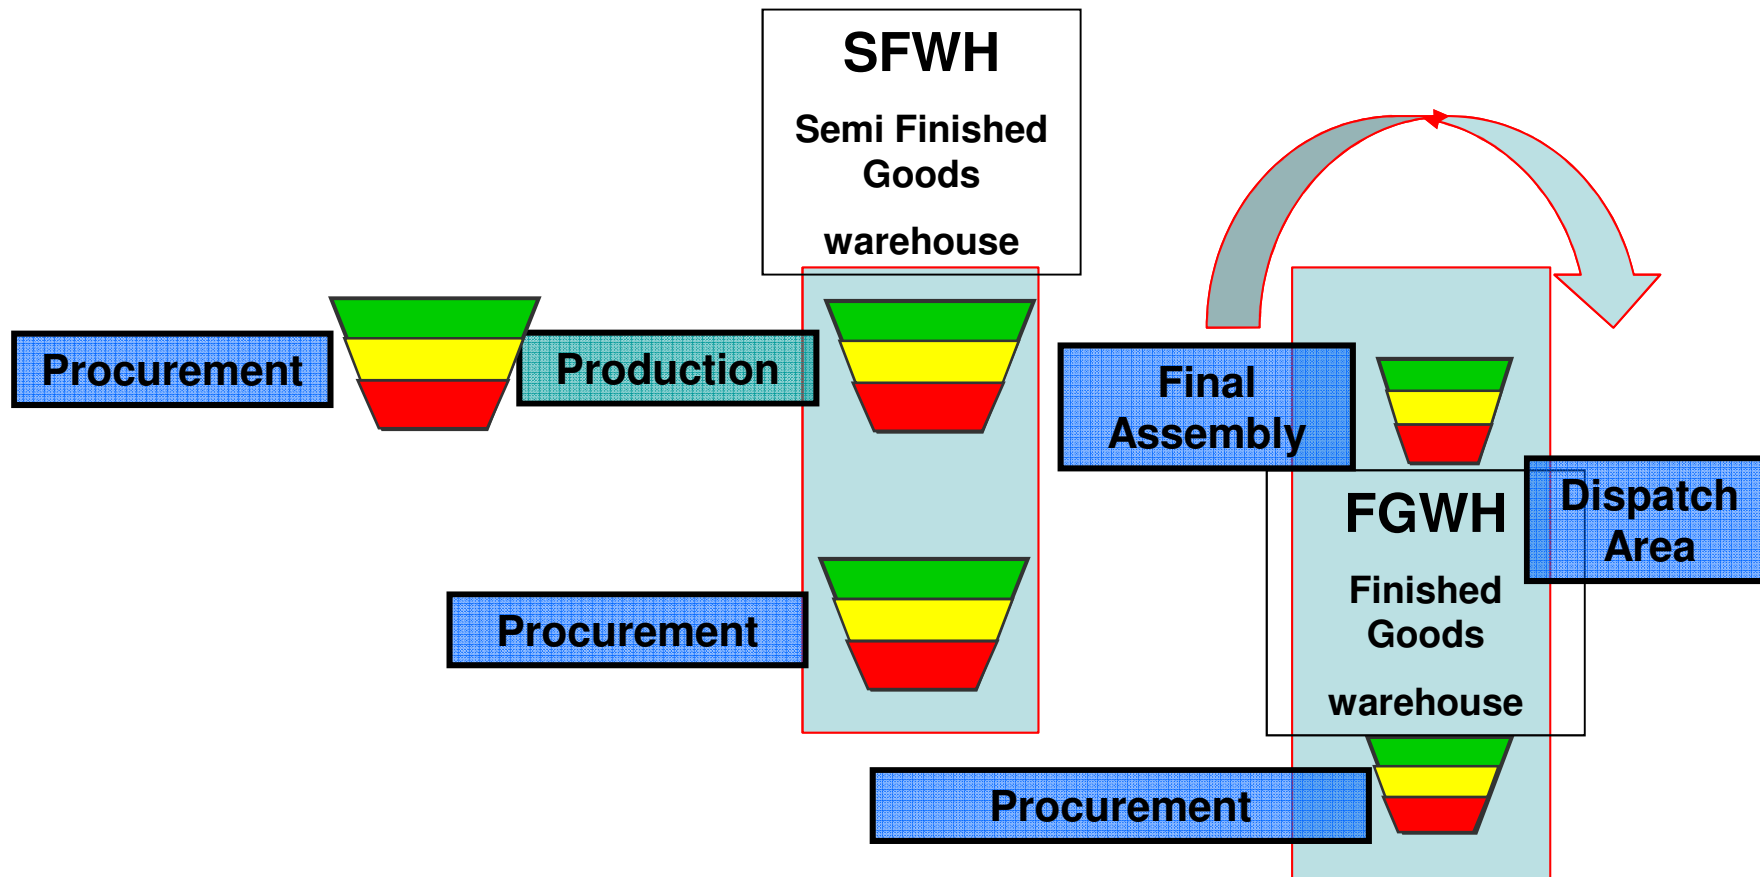 SFWH
Semi Finished
Goods
warehouse
Procurement
Production
Final
Assembly
FGWH
Finished
Goods
warehouse
Dispatch
Area
Procurement
Procurement